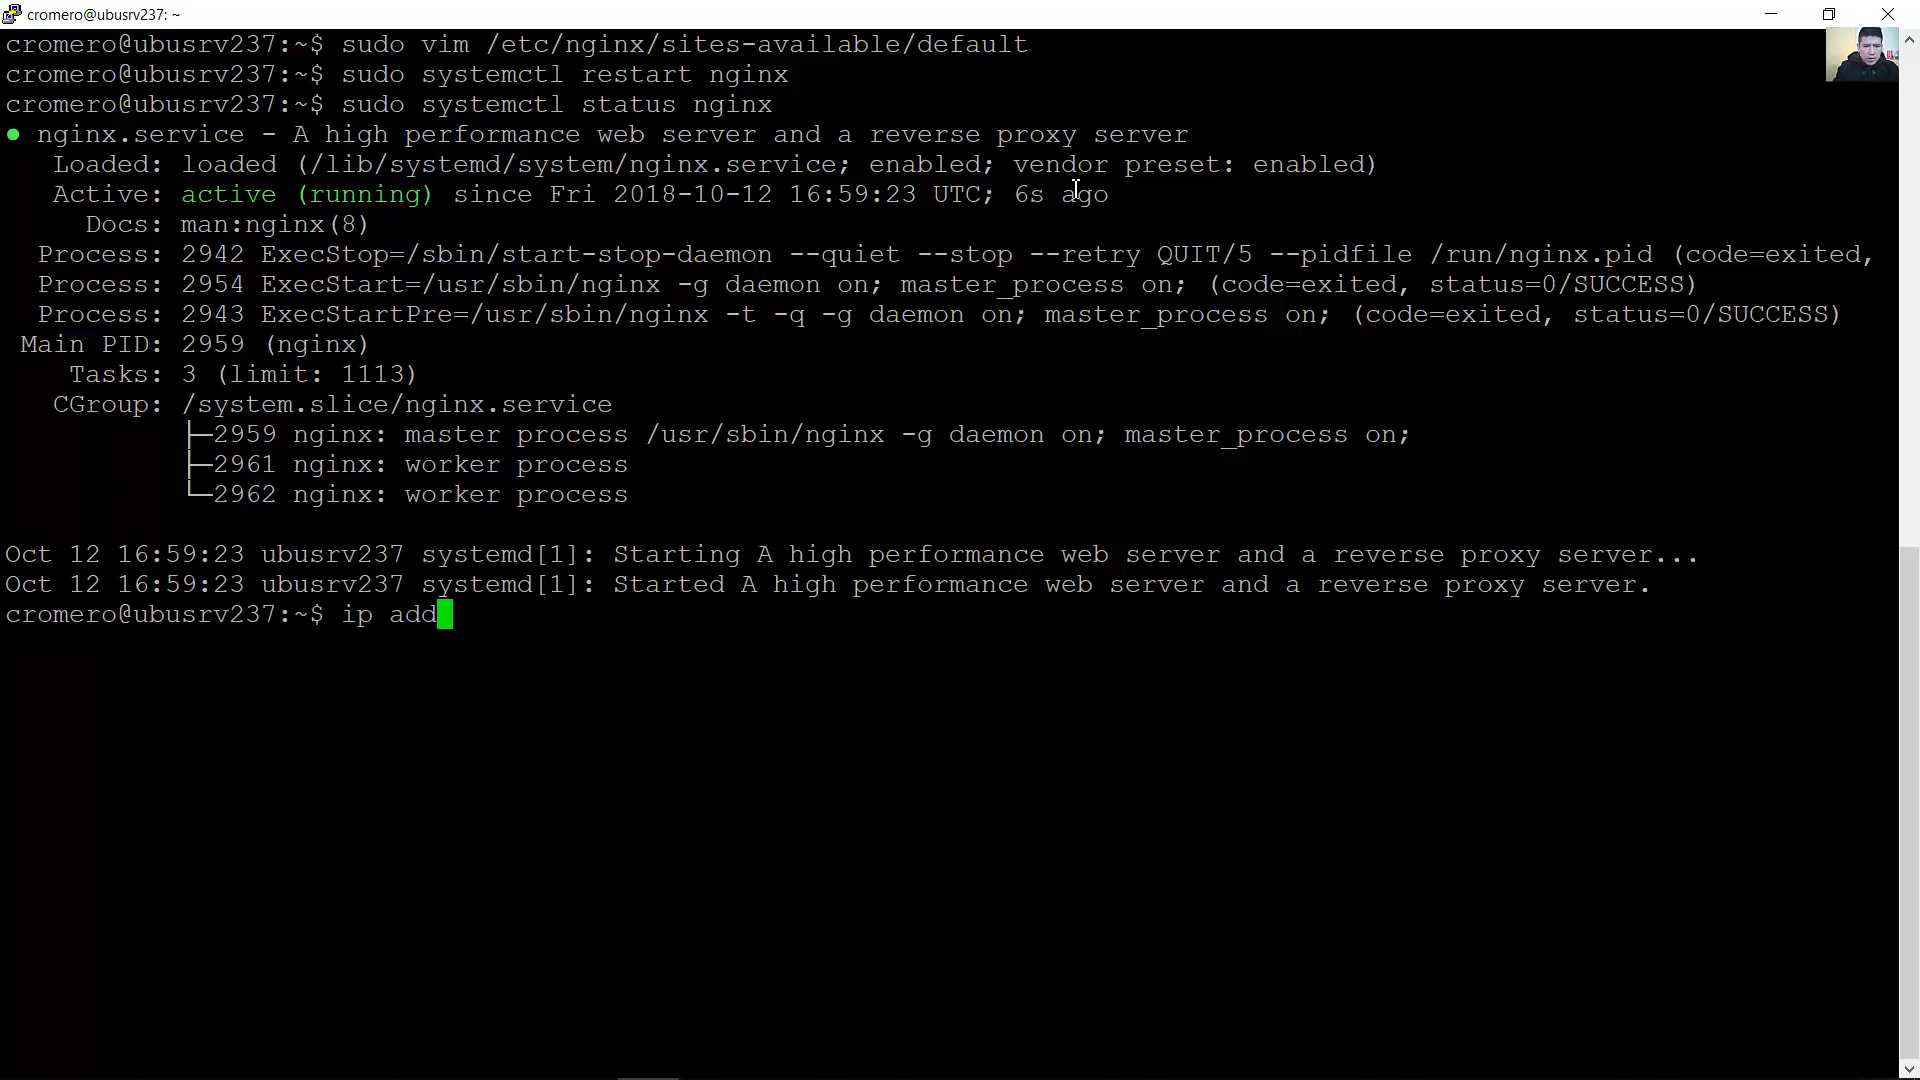 cromero@ubusrv237: ~
cromero@ubusrv237:~$ sudo vim /etc/nginx/sites-available/default
cromero@ubusrv237:~$ sudo systemctl restart nginx
cromero@ubusrv237:~$ sudo systemctl status nginx
● nginx.service - A high performance web server and a reverse proxy server
Loaded: loaded (/lib/systemd/system/nginx.service; enabled; vendor preset: enabled)
Active: active (running) since Fri 2018-10-12 16:59:23 UTC; 6s ago
Docs: man:nginx(8)
Process: 2942 ExecStop=/sbin/start-stop-daemon --quiet --stop --retry QUIT/5 --pidfile /run/nginx.pid (code=exited,
Process: 2954 ExecStart=/usr/sbin/nginx -g daemon on; master_process on; (code=exited, status=0/SUCCESS)
Process: 2943 ExecStartPre=/usr/sbin/nginx -t -q -g daemon on; master_process on; (code=exited, status=0/SUCCESS)
Main PID: 2959 (nginx)
Tasks: 3 (limit: 1113)
CGroup: /system.slice/nginx.service
├─2959 nginx: master process /usr/sbin/nginx -g daemon on; master_process on;
├─2961 nginx: worker process
└─2962 nginx: worker process
Oct 12 16:59:23 ubusrv237 systemd[1]: Starting A high performance web server and a reverse proxy server...
Oct 12 16:59:23 ubusrv237 systemd[1]: Started A high performance web server and a reverse proxy server.
cromero@ubusrv237:~$ ip add